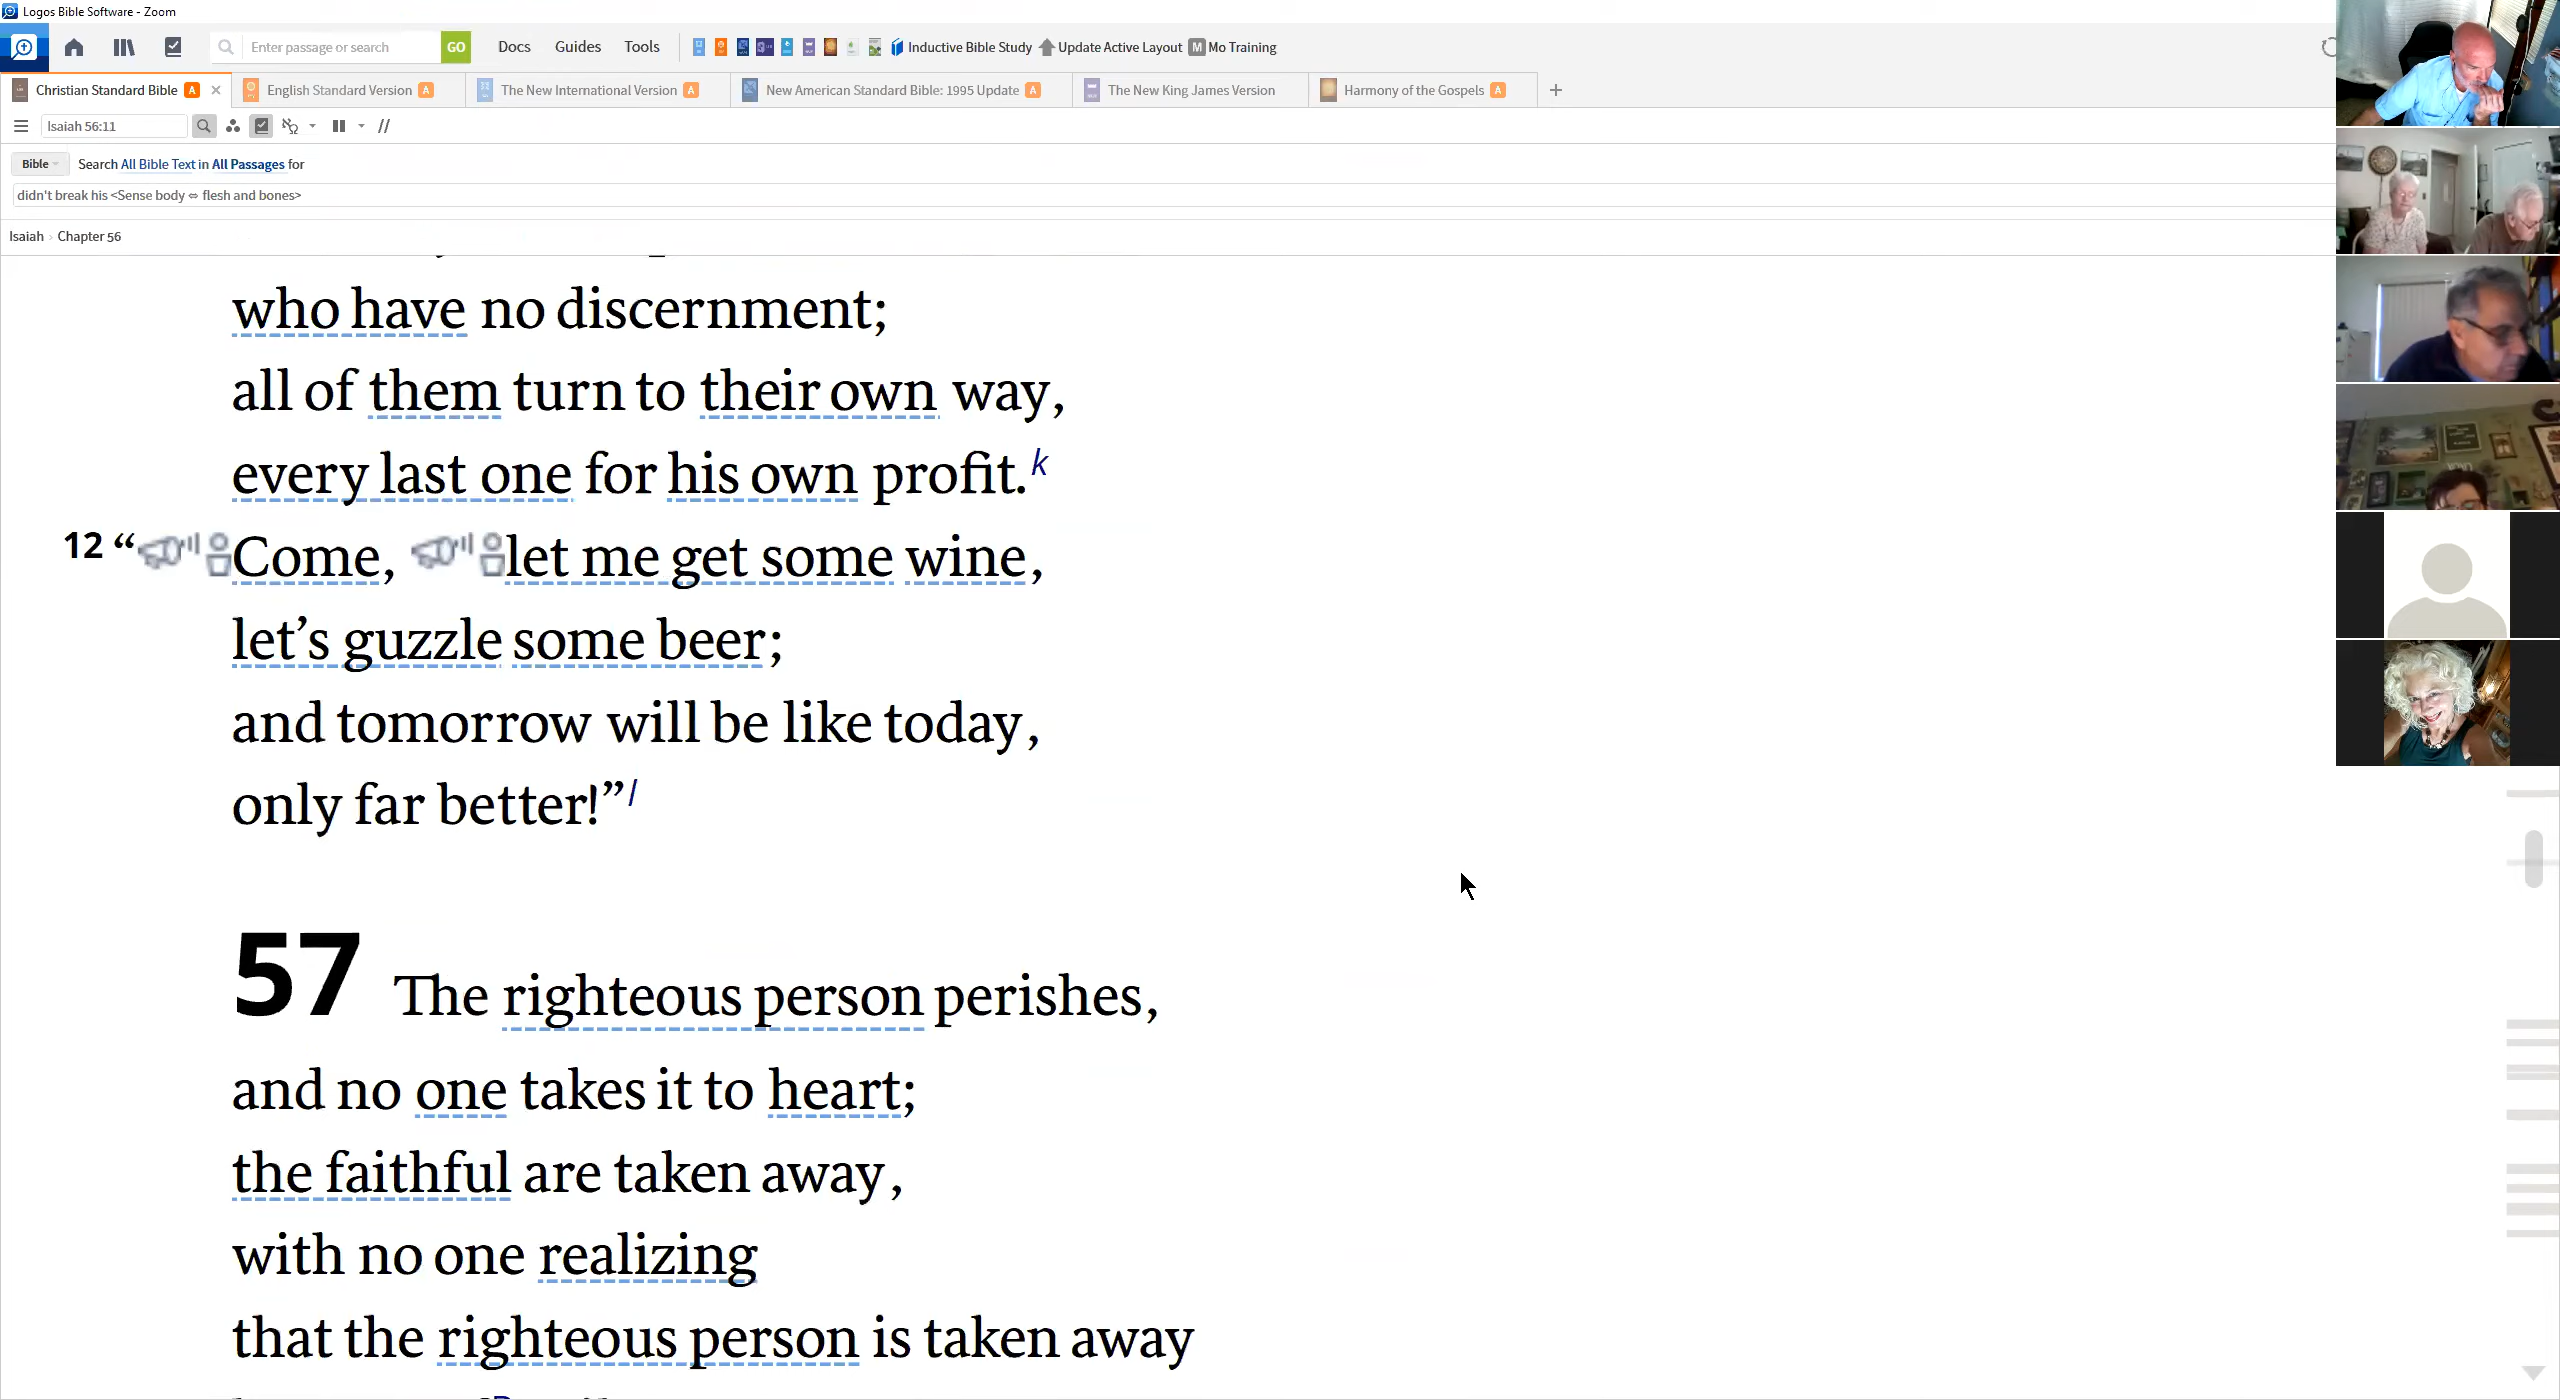 Logos Bible Software - Zoom
Enter passage or search GO Docs Guides Tools Inductive Bible Study Update Active Layout M Mo Training
Christian Standard Bible A English Standard Version A The New International Version A New American Standard Bible: 1995 Update A The New King James Version Harmony of the Gospels A
Isaiah 56:11
Bible Search All Bible Text in All Passages for
didn't break his <Sense body ⇔ flesh and bones>
Isaiah › Chapter 56
who have no discernment;
all of them turn to their own way,
every last one for his own profit.k
12 “Come, let me get some wine,
let’s guzzle some beer;
and tomorrow will be like today,
only far better!”l
57 The righteous person perishes,
and no one takes it to heart;
the faithful are taken away,
with no one realizing
that the righteous person is taken away